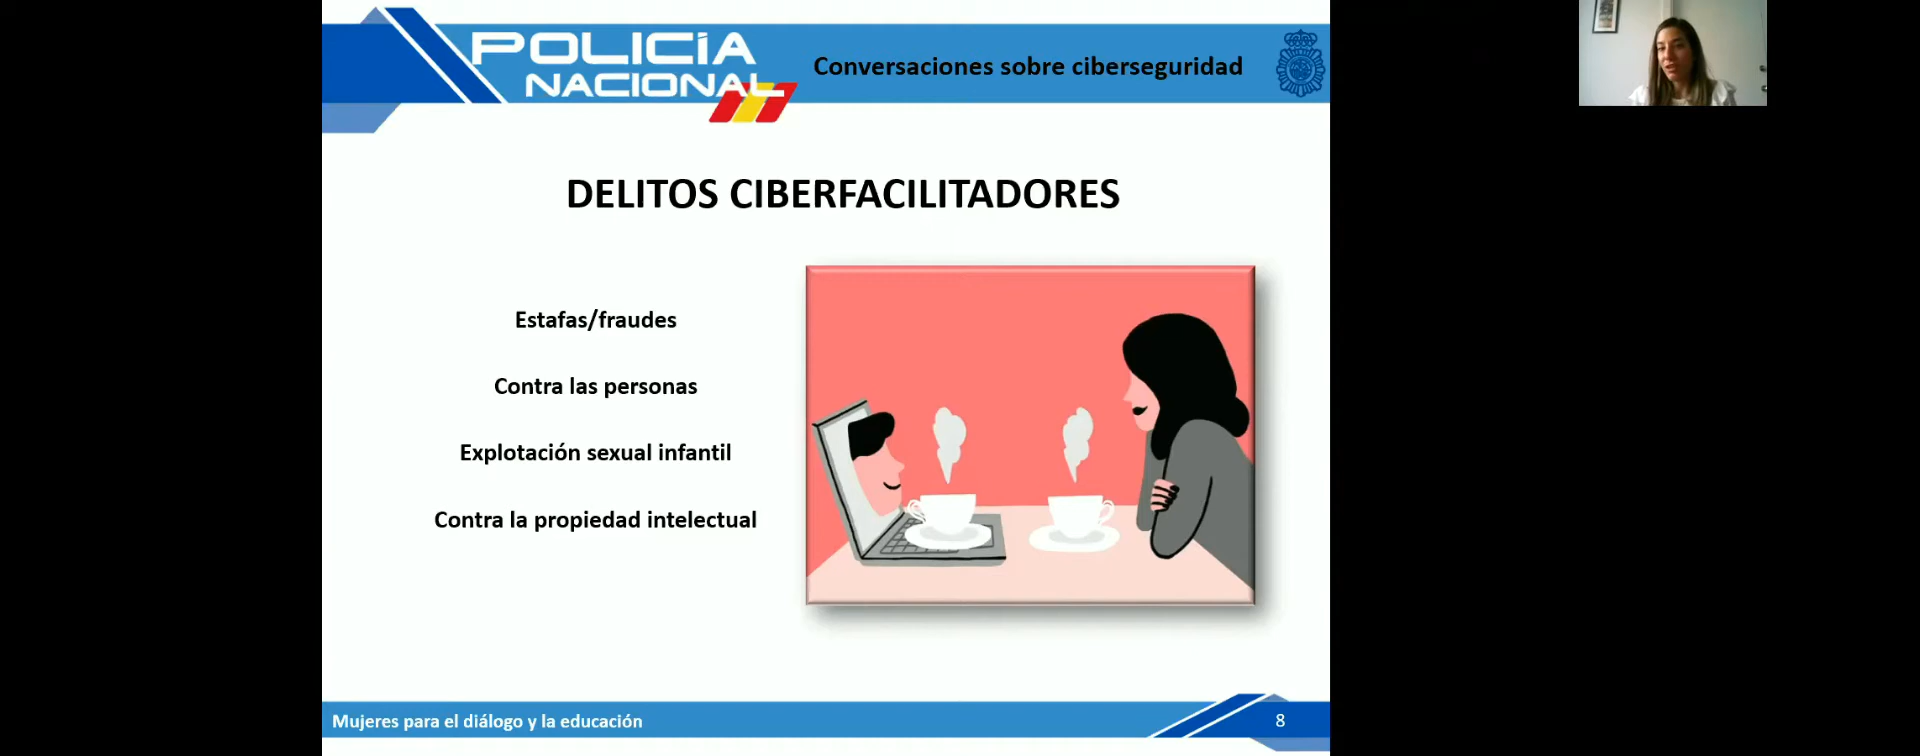 POLICÍA
NACIONAL
Conversaciones sobre ciberseguridad
DELITOS CIBERFACILITADORES
Estafas/fraudes
Contra las personas
Explotación sexual infantil
Contra la propiedad intelectual
Mujeres para el diálogo y la educación
8